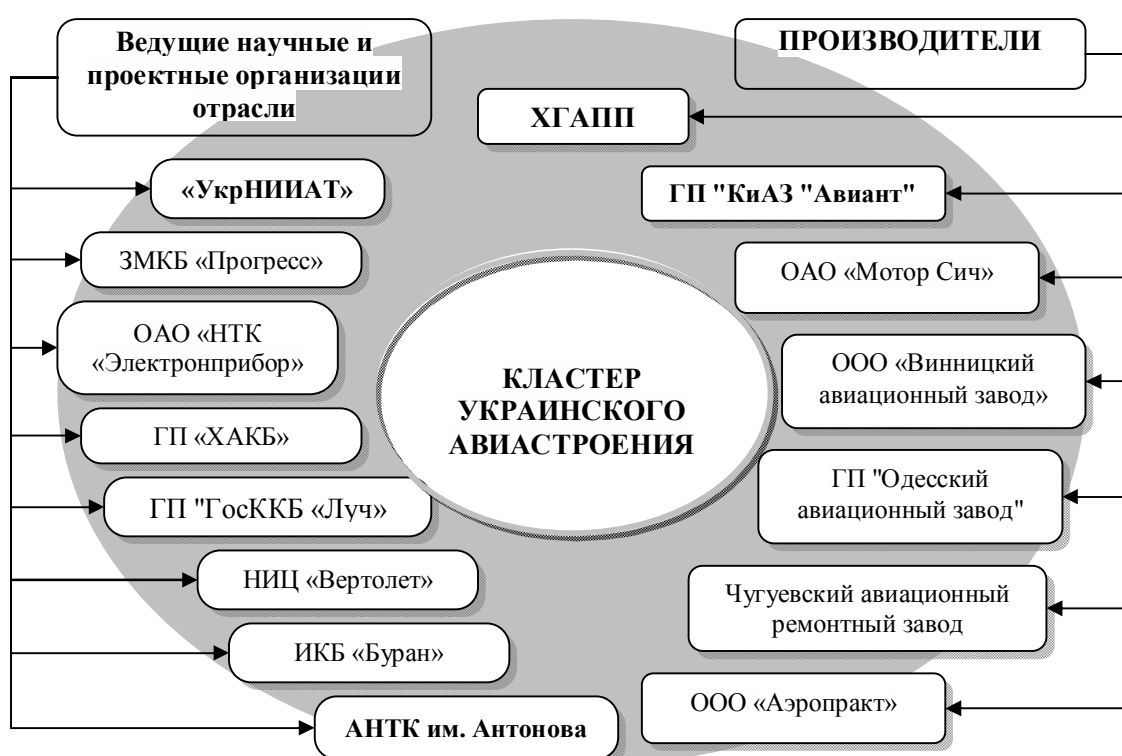 Ведущие научные и
проектные организации
отрасли
ПРОИЗВОДИТЕЛИ
ХГАПП
«УкрНИИАТ»
ГП "КиАЗ "Авиант"
ЗМКБ «Прогресс»
ОАО «Мотор Сич»
ОАО «НТК
«Электронприбор»
ООО «Винницкий
авиационный завод»
КЛАСТЕР
УКРАИНСКОГО
АВИАСТРОЕНИЯ
ГП «ХАКБ»
ГП "Одесский
авиационный завод"
ГП "ГосККБ «Луч»
НИЦ «Вертолет»
Чугуевский авиационный
ремонтный завод
ИКБ «Буран»
ООО «Аэропракт»
АНТК им. Антонова